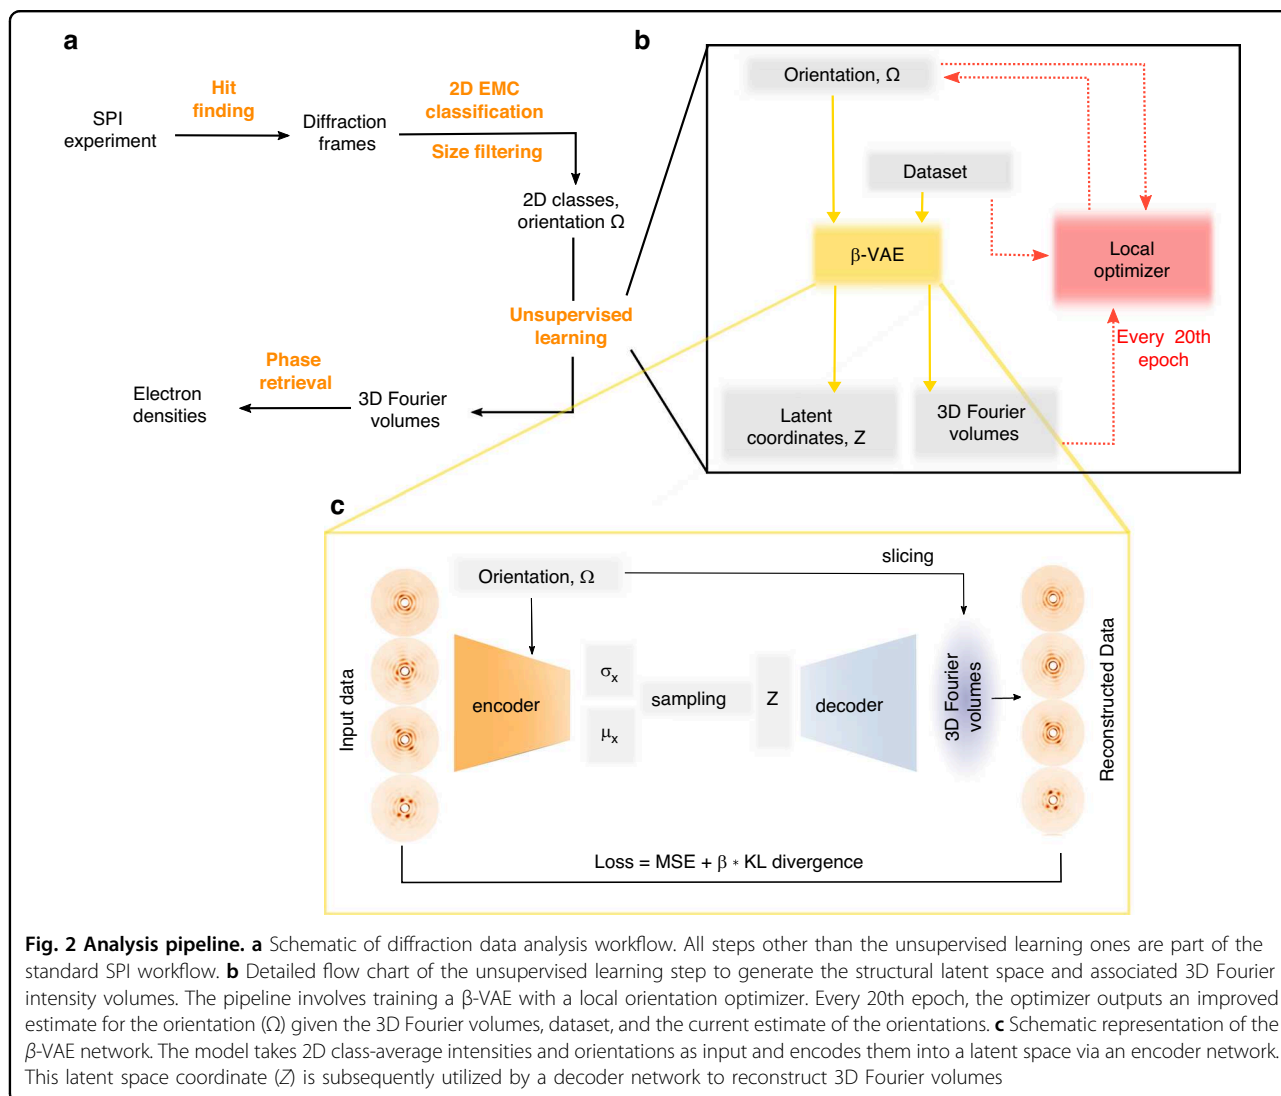 a
Hit
finding
SPI
experiment
Diffraction
frames
2D EMC
classification
Size filtering
2D classes,
orientation Ω
Unsupervised
learning
Phase
retrieval
Electron
densities
3D Fourier
volumes
b
Orientation, Ω
Dataset
β-VAE
Local
optimizer
Every 20th
epoch
Latent
coordinates, Z
3D Fourier
volumes
c
Input data
Orientation, Ω
slicing
encoder
σx
μx
sampling
Z
decoder
3D Fourier
volumes
Reconstructed Data
Loss = MSE + β * KL divergence
Fig. 2 Analysis pipeline. a Schematic of diffraction data analysis workflow. All steps other than the unsupervised learning ones are part of the
standard SPI workflow. b Detailed flow chart of the unsupervised learning step to generate the structural latent space and associated 3D Fourier
intensity volumes. The pipeline involves training a β-VAE with a local orientation optimizer. Every 20th epoch, the optimizer outputs an improved
estimate for the orientation (Ω) given the 3D Fourier volumes, dataset, and the current estimate of the orientations. c Schematic representation of the
β-VAE network. The model takes 2D class-average intensities and orientations as input and encodes them into a latent space via an encoder network.
This latent space coordinate (Z) is subsequently utilized by a decoder network to reconstruct 3D Fourier volumes